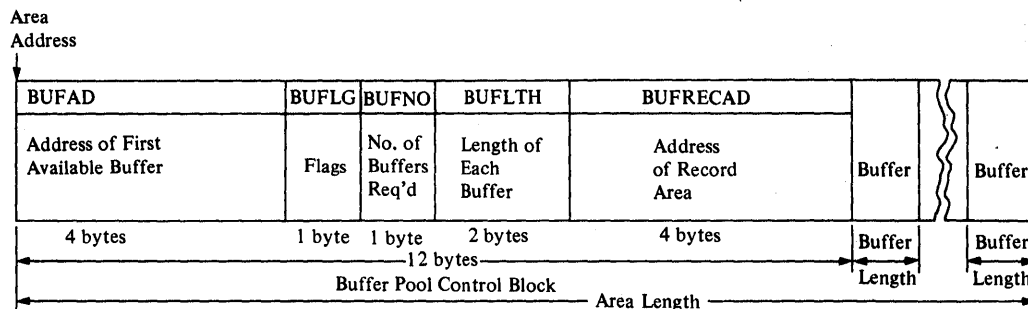 Area
Address
BUFAD BUFLG BUFNO BUFLTH BUFRECAD
Address of First
Available Buffer
Flags
No. of
Buffers
Req'd
Length of
Each
Buffer
Address
of Record
Area
Buffer
Buffer
4 bytes 1 byte 1 byte 2 bytes 4 bytes
12 bytes
Buffer Pool Control Block
Buffer
Length
Buffer
Length
Area Length